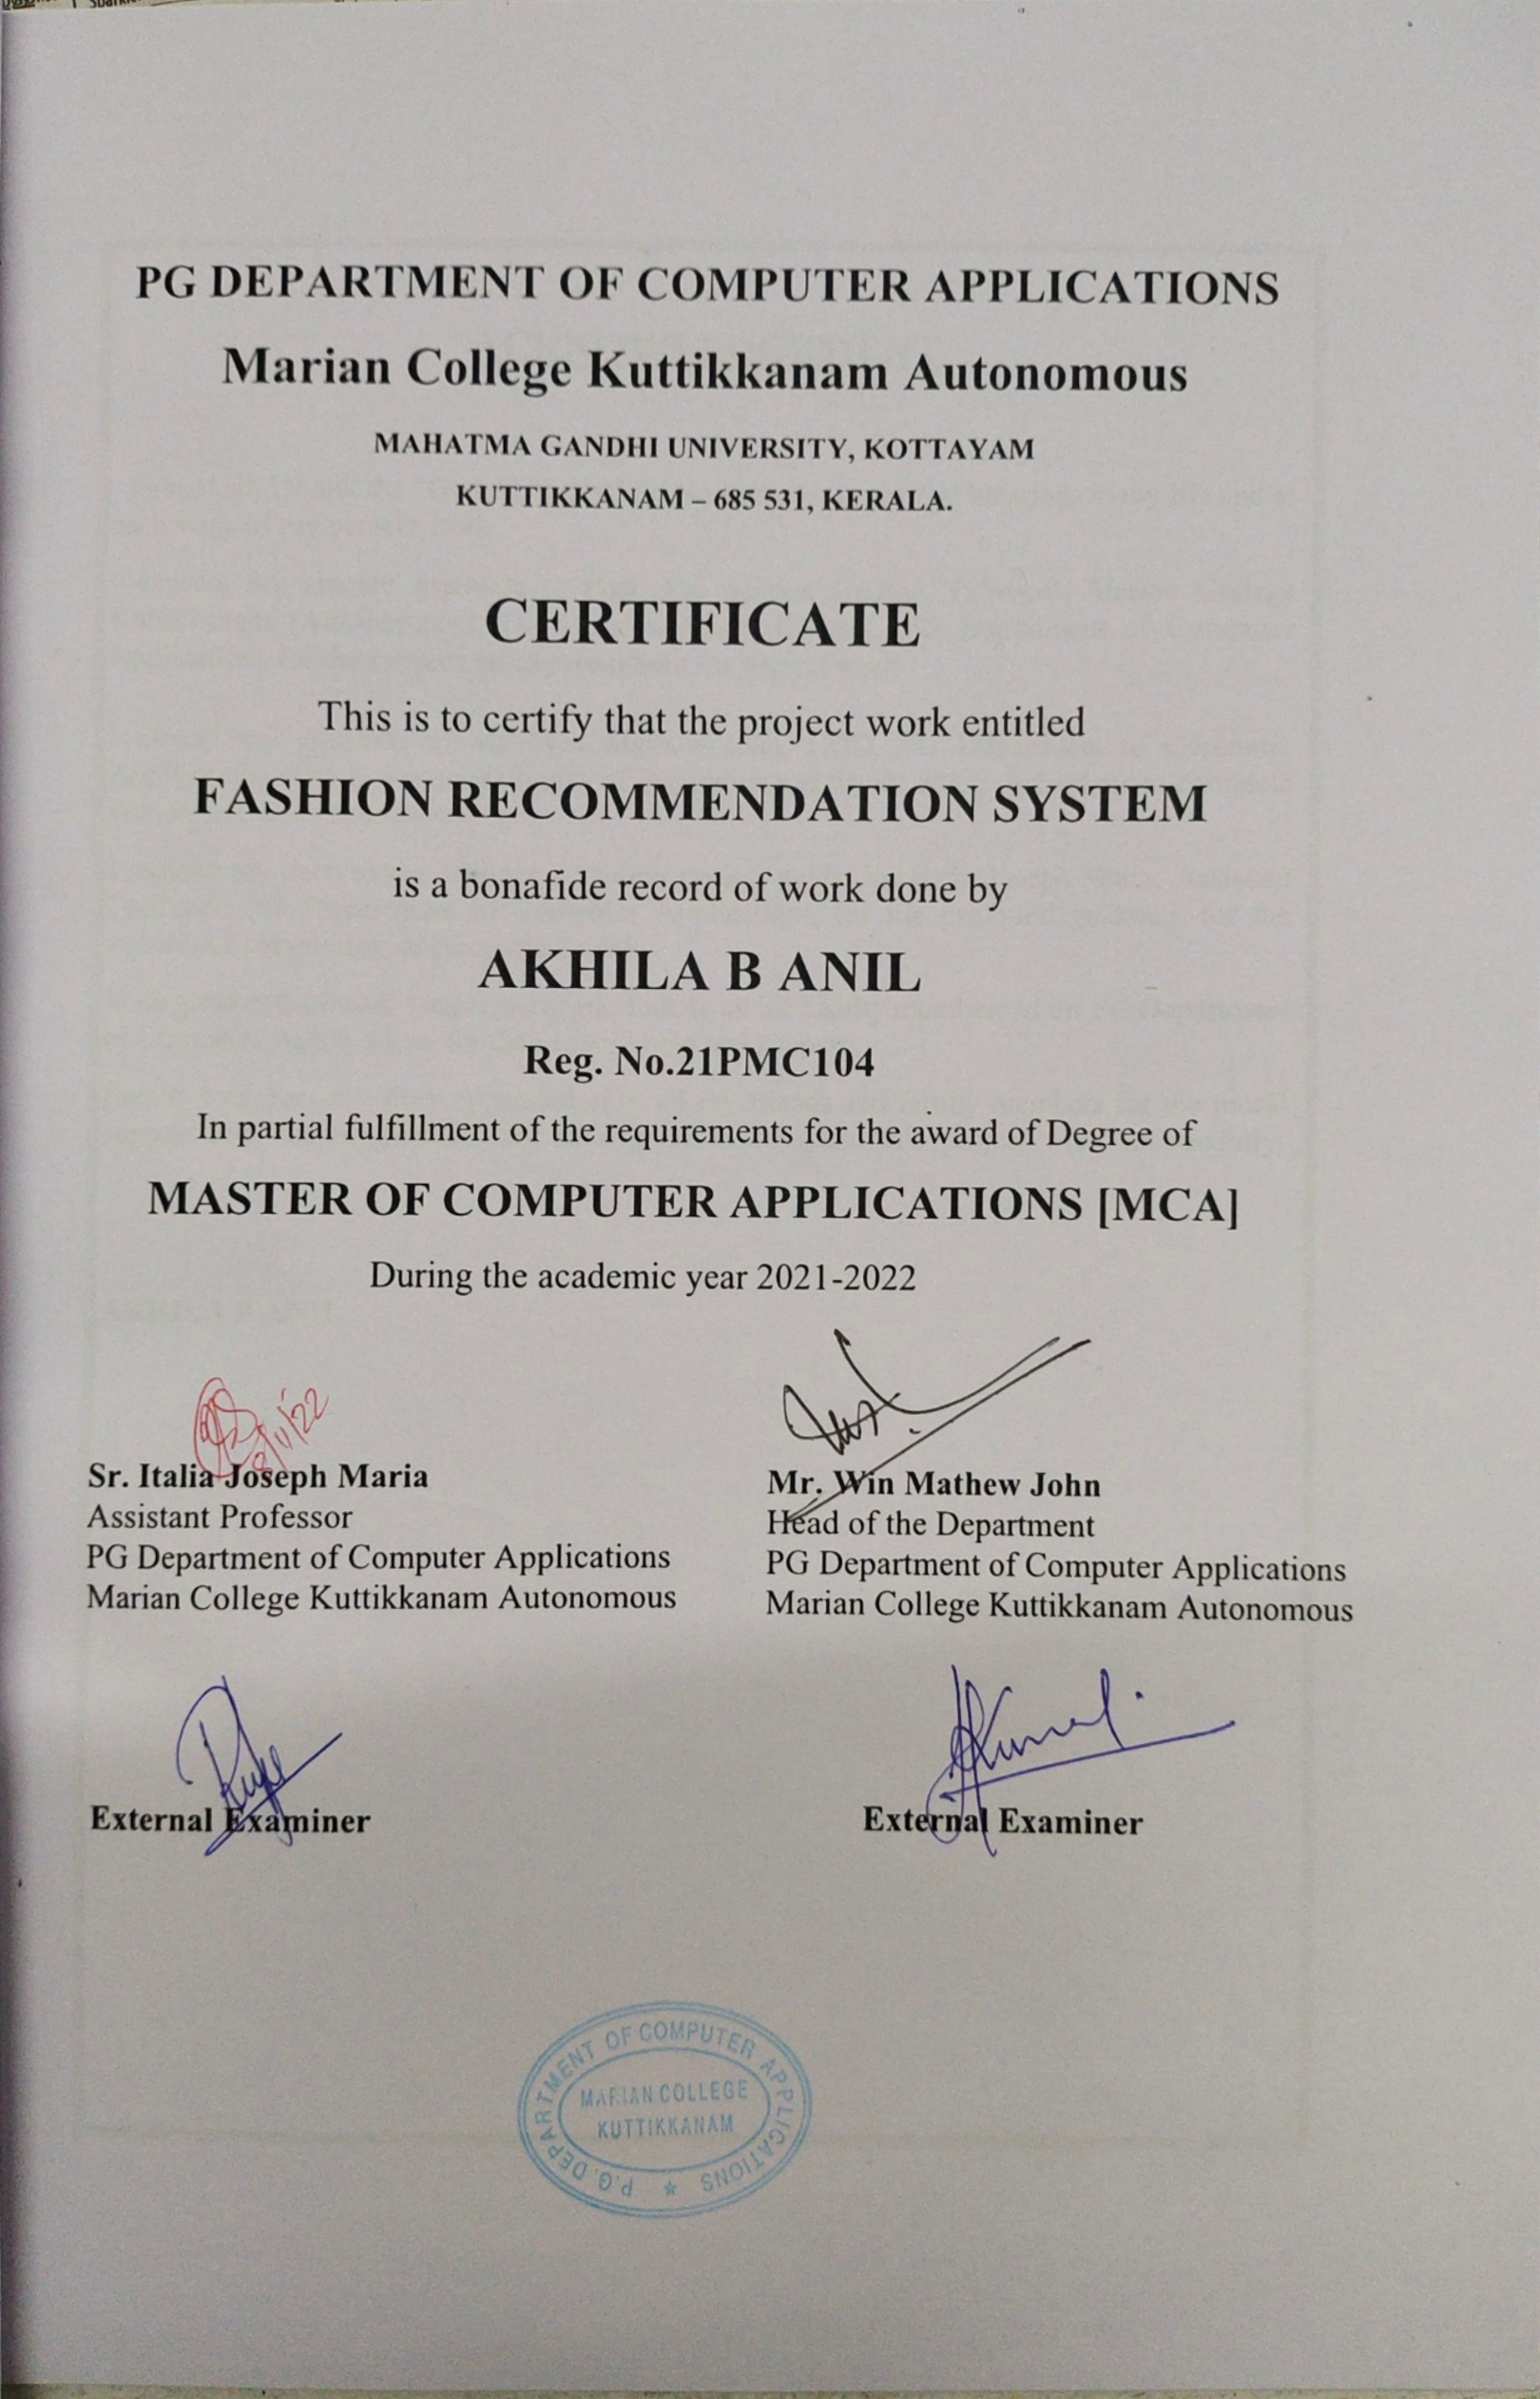 PG DEPARTMENT OF COMPUTER APPLICATIONS
Marian College Kuttikkanam Autonomous
MAHATMA GANDHI UNIVERSITY, KOTTAYAM
KUTTIKKANAM – 685 531, KERALA.
CERTIFICATE
This is to certify that the project work entitled
FASHION RECOMMENDATION SYSTEM
is a bonafide record of work done by
AKHILA B ANIL
Reg. No.21PMC104
In partial fulfillment of the requirements for the award of Degree of
MASTER OF COMPUTER APPLICATIONS [MCA]
During the academic year 2021-2022
Sr. Italia Joseph Maria
Assistant Professor
PG Department of Computer Applications
Marian College Kuttikkanam Autonomous
Mr. Win Mathew John
Head of the Department
PG Department of Computer Applications
Marian College Kuttikkanam Autonomous
External Examiner
External Examiner
P.G. DEPARTMENT OF COMPUTER APPLICATIONS
MARIAN COLLEGE
KUTTIKKANAM